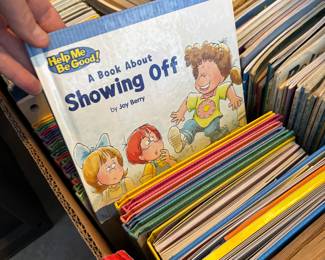 Help Me
Be Good!
A Book About
Showing Off
by Joy Berry